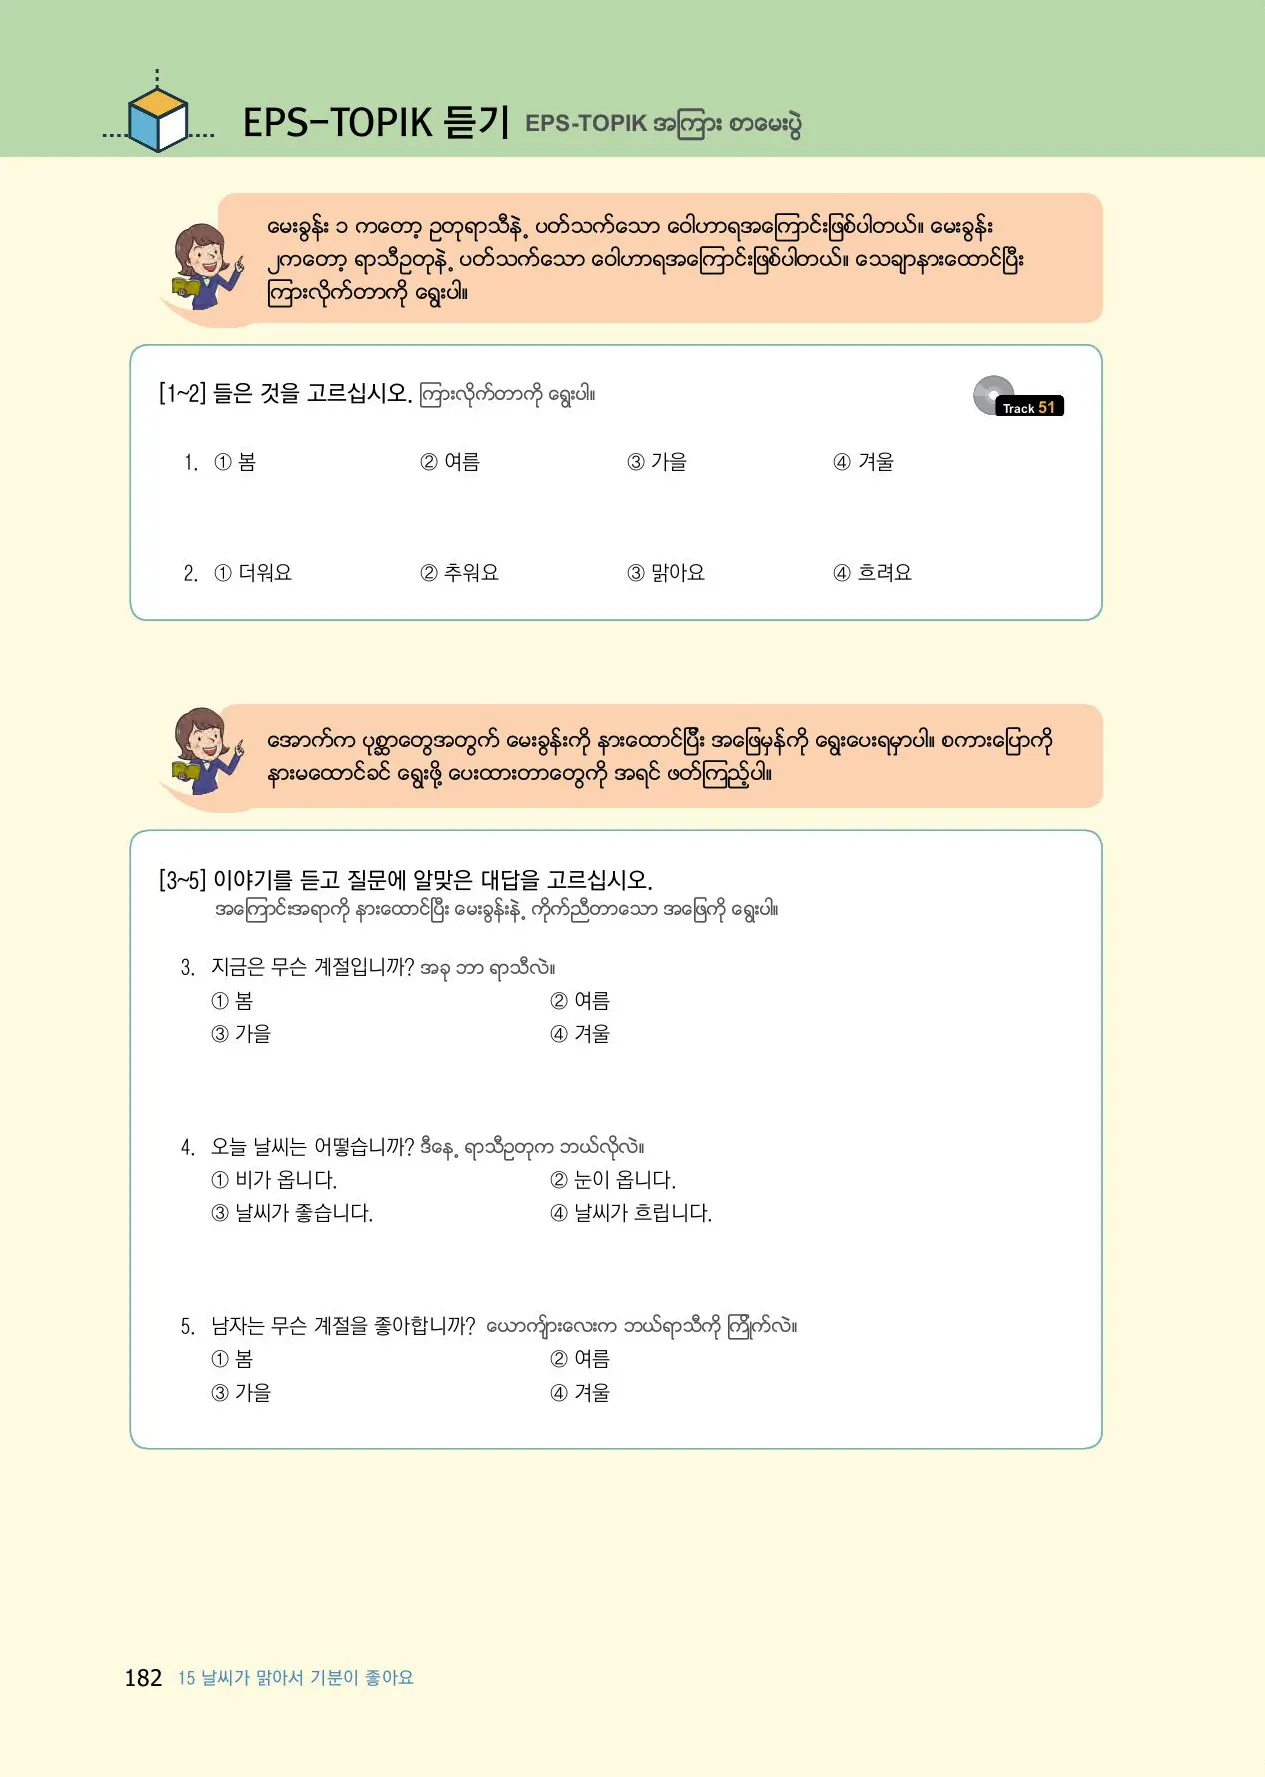 EPS-TOPIK 듣기 EPS-TOPIK အကြား စာမေးပွဲ
မေးခွန်း ၁ ကတော့ ဥတုရာသီနဲ့ ပတ်သက်သော ဝေါဟာရအကြောင်းဖြစ်ပါတယ်။ မေးခွန်း
၂ကတော့ ရာသီဥတုနဲ့ ပတ်သက်သော ဝေါဟာရအကြောင်းဖြစ်ပါတယ်။ သေချာနားထောင်ပြီး
ကြားလိုက်တာကို ရွေးပါ။
[1~2] 들은 것을 고르십시오. ကြားလိုက်တာကို ရွေးပါ။
Track 51
1. ① 봄 ② 여름 ③ 가을 ④ 겨울
2. ① 더워요 ② 추워요 ③ 맑아요 ④ 흐려요
အောက်က ပုစ္ဆာတွေအတွက် မေးခွန်းကို နားထောင်ပြီး အဖြေမှန်ကို ရွေးပေးရမှာပါ။ စကားပြောကို
နားမထောင်ခင် ရွေးဖို့ ပေးထားတာတွေကို အရင် ဖတ်ကြည့်ပါ။
[3~5] 이야기를 듣고 질문에 알맞은 대답을 고르십시오.
အကြောင်းအရာကို နားထောင်ပြီး မေးခွန်းနဲ့ ကိုက်ညီတာသော အဖြေကို ရွေးပါ။
3. 지금은 무슨 계절입니까? အခု ဘာ ရာသီလဲ။
① 봄 ② 여름
③ 가을 ④ 겨울
4. 오늘 날씨는 어떻습니까? ဒီနေ့ ရာသီဥတုက ဘယ်လိုလဲ။
① 비가 옵니다. ② 눈이 옵니다.
③ 날씨가 좋습니다. ④ 날씨가 흐립니다.
5. 남자는 무슨 계절을 좋아합니까? ယောကျ်ားလေးက ဘယ်ရာသီကို ကြိုက်လဲ။
① 봄 ② 여름
③ 가을 ④ 겨울
182 15 날씨가 맑아서 기분이 좋아요